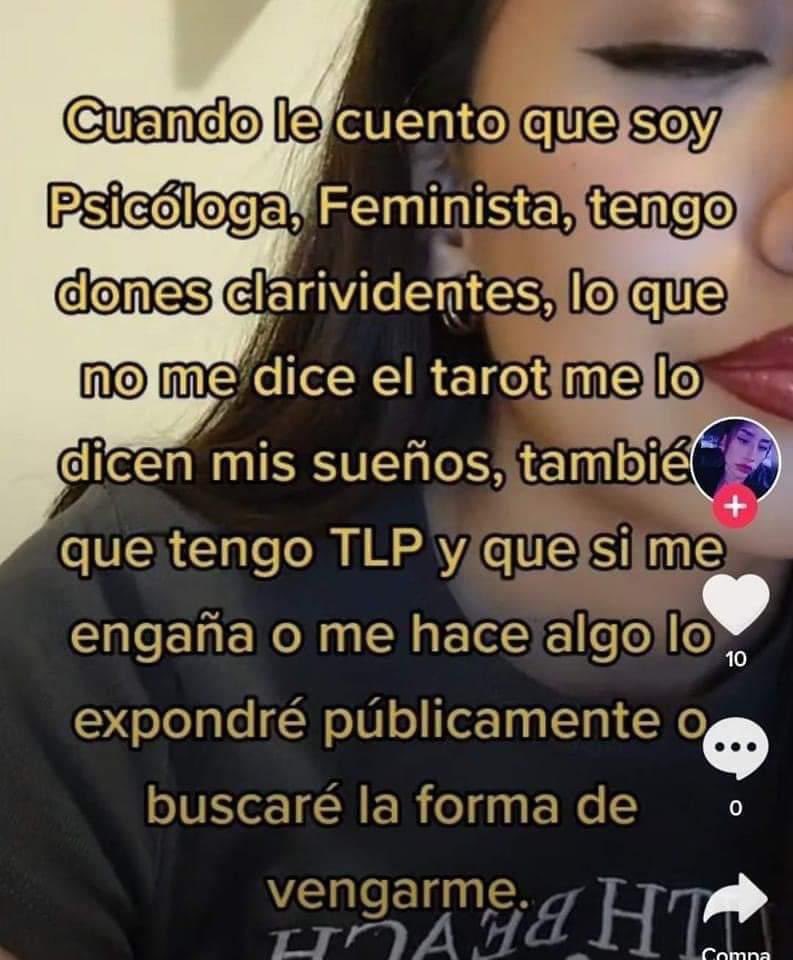 Cuando le cuento que soy
Psicóloga, Feminista, tengo
dones clarividentes, lo que
no me dice el tarot me lo
dicen mis sueños, tambié
que tengo TLP y que si me
engaña o me hace algo lo
10
expondré públicamente o
buscaré la forma de
0
vengarme.
Compa